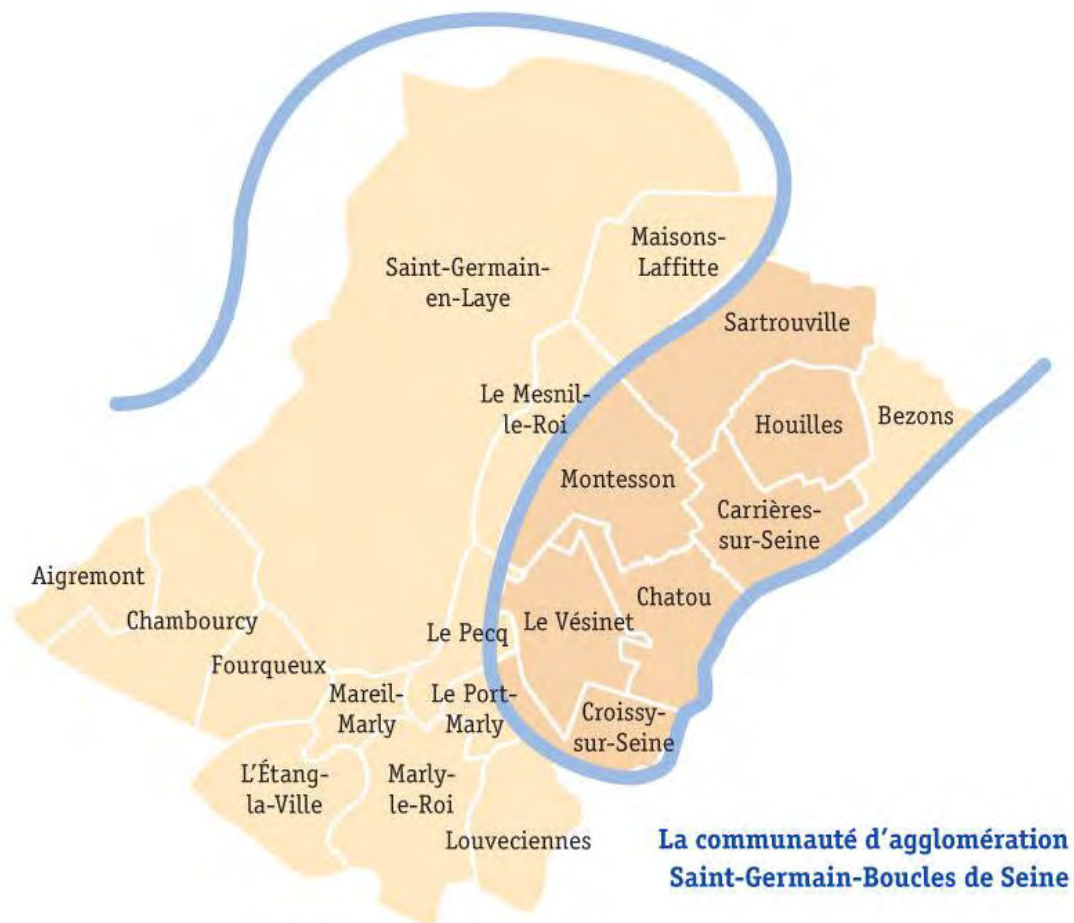 Maisons-
Laffitte
Saint-Germain-
en-Laye
Sartrouville
Le Mesnil-
le-Roi
Houilles
Bezons
Montesson
Carrières-
sur-Seine
Aigremont
Chambourcy
Le Vésinet
Chatou
Le Pecq
Fourqueux
Mareil-
Marly
Le Port-
Marly
Croissy-
sur-Seine
L'Étang-
la-Ville
Marly-
le-Roi
Louveciennes
La communauté d'agglomération
Saint-Germain-Boucles de Seine